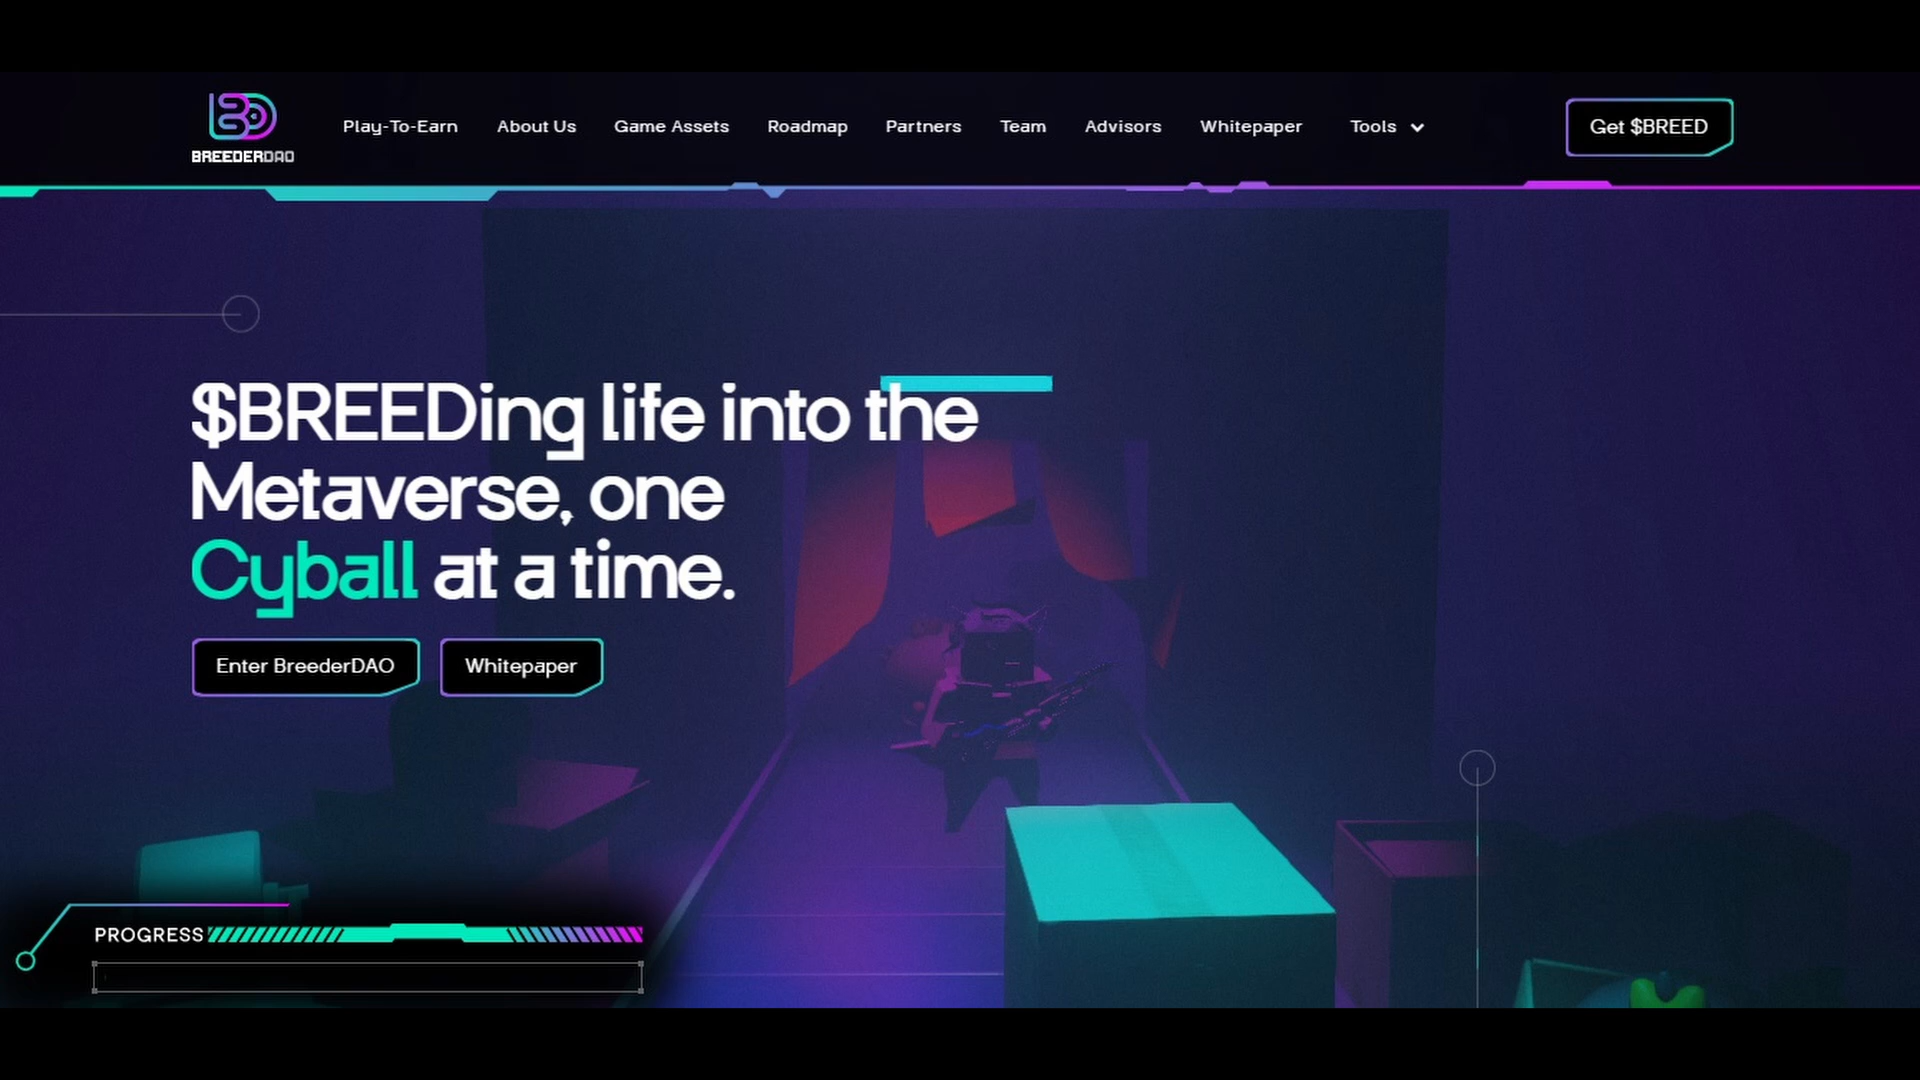 BREEDERDAO
Play-To-Earn
About Us
Game Assets
Roadmap
Partners
Team
Advisors
Whitepaper
Tools
Get $BREED
$BREEDing life into the
Metaverse, one
Cyball at a time.
Enter BreederDAO
Whitepaper
PROGRESS